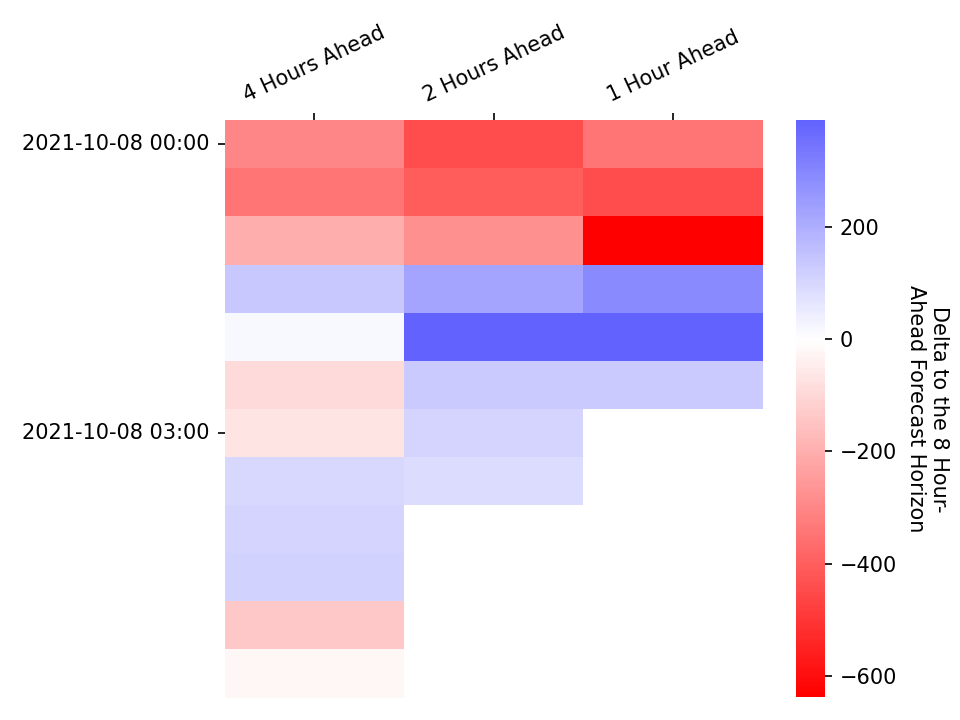 4 Hours Ahead
2 Hours Ahead
1 Hour Ahead
2021-10-08 00:00
2021-10-08 03:00
200
0
−200
−400
−600
Delta to the 8 Hour-
Ahead Forecast Horizon